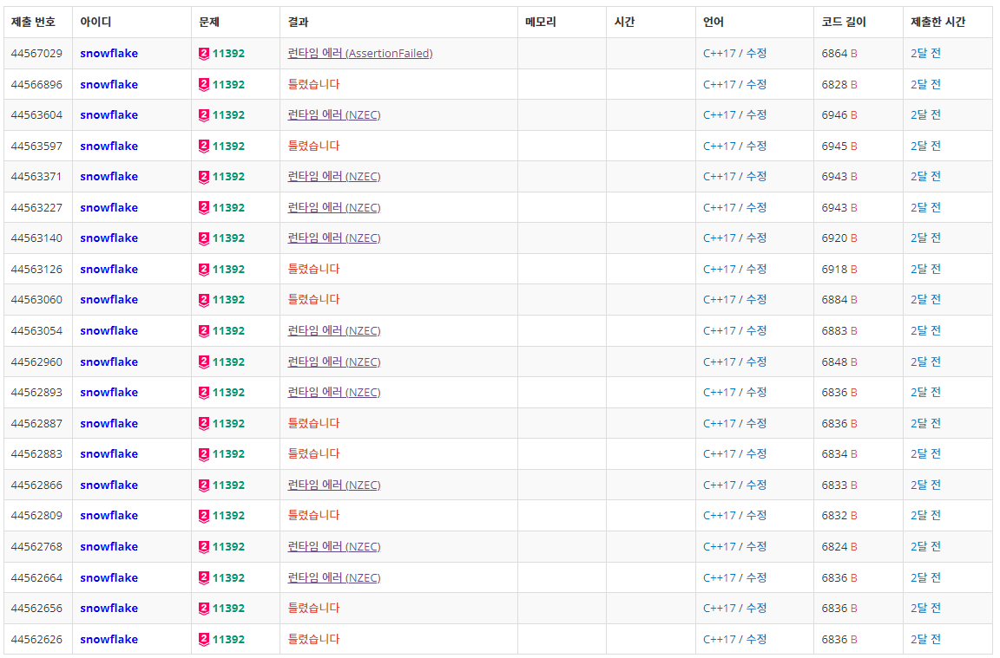 제출 번호 아이디 문제 결과 메모리 시간 언어 코드 길이 제출한 시간
44567029 snowflake 2 11392 런타임 에러 (AssertionFailed) C++17 / 수정 6864 B 2달 전
44566896 snowflake 2 11392 틀렸습니다 C++17 / 수정 6828 B 2달 전
44563604 snowflake 2 11392 런타임 에러 (NZEC) C++17 / 수정 6946 B 2달 전
44563597 snowflake 2 11392 틀렸습니다 C++17 / 수정 6945 B 2달 전
44563371 snowflake 2 11392 런타임 에러 (NZEC) C++17 / 수정 6943 B 2달 전
44563227 snowflake 2 11392 런타임 에러 (NZEC) C++17 / 수정 6943 B 2달 전
44563140 snowflake 2 11392 런타임 에러 (NZEC) C++17 / 수정 6920 B 2달 전
44563126 snowflake 2 11392 틀렸습니다 C++17 / 수정 6918 B 2달 전
44563060 snowflake 2 11392 틀렸습니다 C++17 / 수정 6884 B 2달 전
44563054 snowflake 2 11392 런타임 에러 (NZEC) C++17 / 수정 6883 B 2달 전
44562960 snowflake 2 11392 런타임 에러 (NZEC) C++17 / 수정 6848 B 2달 전
44562893 snowflake 2 11392 런타임 에러 (NZEC) C++17 / 수정 6836 B 2달 전
44562887 snowflake 2 11392 틀렸습니다 C++17 / 수정 6836 B 2달 전
44562883 snowflake 2 11392 틀렸습니다 C++17 / 수정 6834 B 2달 전
44562866 snowflake 2 11392 런타임 에러 (NZEC) C++17 / 수정 6833 B 2달 전
44562809 snowflake 2 11392 틀렸습니다 C++17 / 수정 6832 B 2달 전
44562768 snowflake 2 11392 런타임 에러 (NZEC) C++17 / 수정 6824 B 2달 전
44562664 snowflake 2 11392 런타임 에러 (NZEC) C++17 / 수정 6836 B 2달 전
44562656 snowflake 2 11392 틀렸습니다 C++17 / 수정 6836 B 2달 전
44562626 snowflake 2 11392 틀렸습니다 C++17 / 수정 6836 B 2달 전